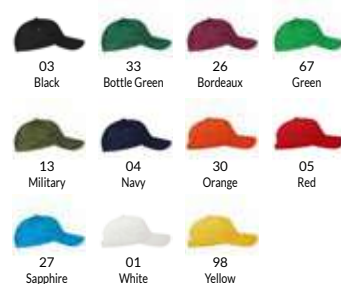 03 33 26 67
Black Bottle Green Bordeaux Green
13 04 30 05
Military Navy Orange Red
27 01 98
Sapphire White Yellow